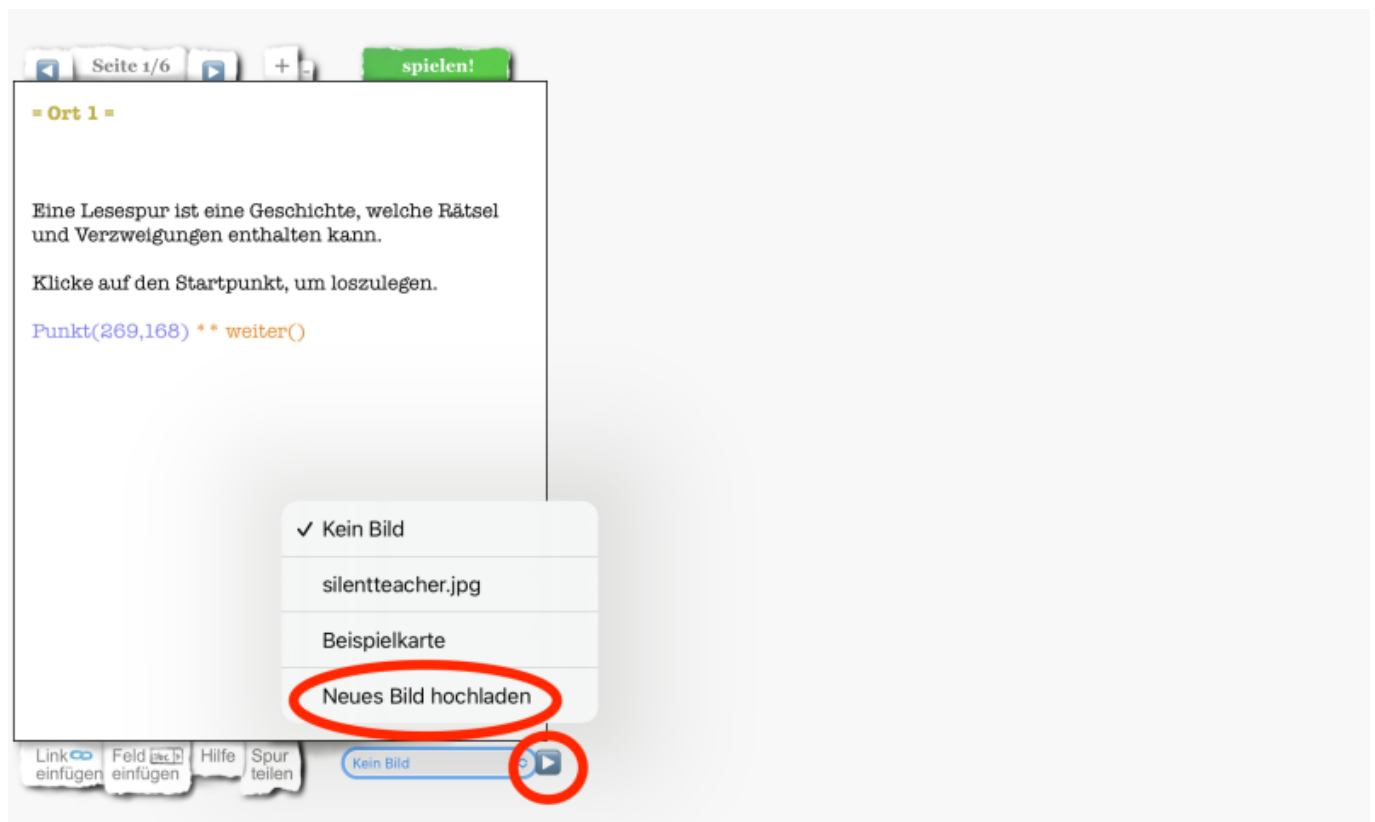 Seite 1/6
+
-
spielen!
= Ort 1 =
Eine Lesespur ist eine Geschichte, welche Rätsel
und Verzweigungen enthalten kann.
Klicke auf den Startpunkt, um loszulegen.
Punkt(269,168) ** weiter()
✓ Kein Bild
silentteacher.jpg
Beispielkarte
Neues Bild hochladen
Link
einfügen
Feld
einfügen
Hilfe
Spur
teilen
Kein Bild